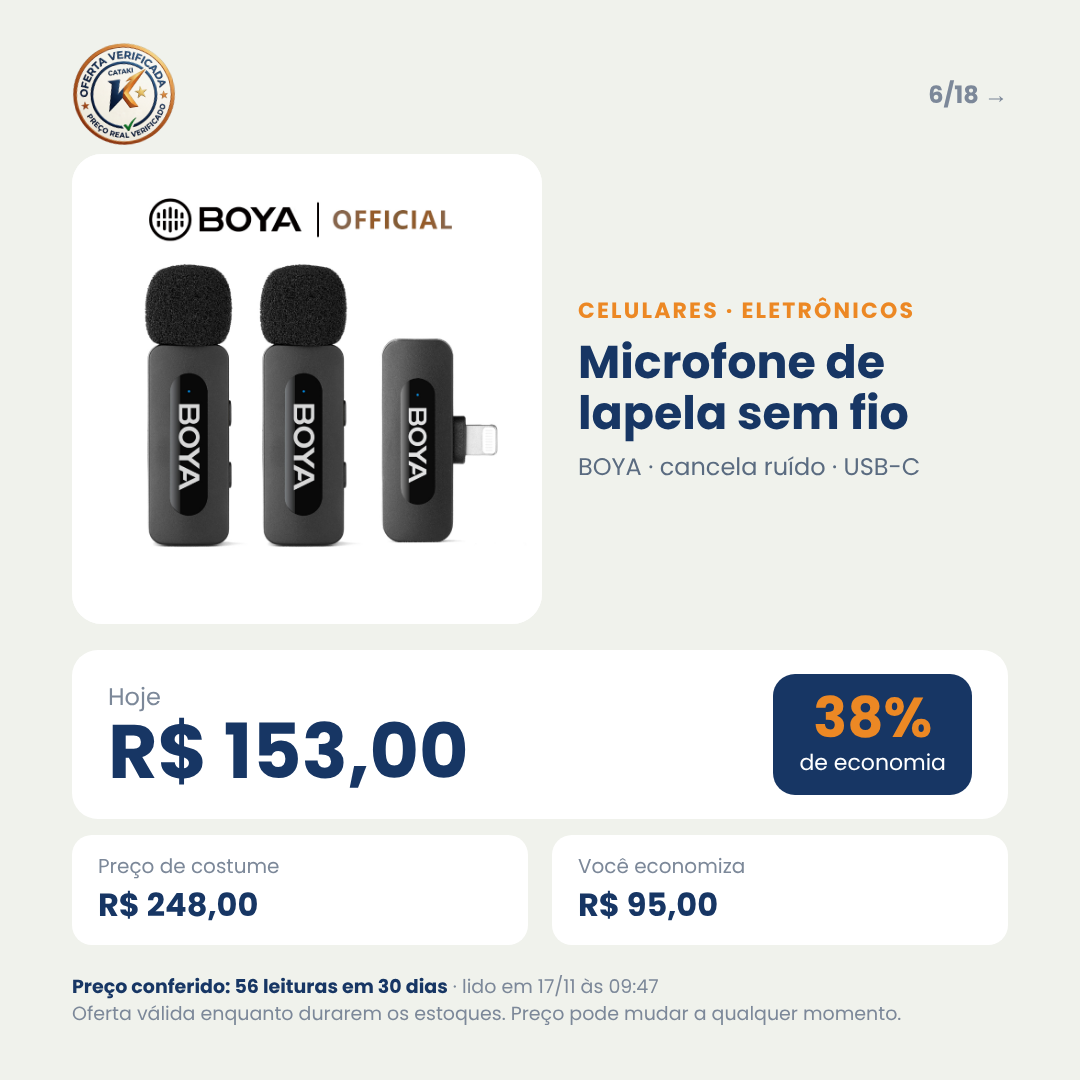 OFERTA VERIFICADA
CATAKI
K
PREÇO REAL VERIFICADO
6/18 →
BOYA | OFFICIAL
BOYA
BOYA
BOYA
CELULARES · ELETRÔNICOS
Microfone de
lapela sem fio
BOYA · cancela ruído · USB-C
Hoje
R$ 153,00
38%
de economia
Preço de costume
R$ 248,00
Você economiza
R$ 95,00
Preço conferido: 56 leituras em 30 dias · lido em 17/11 às 09:47
Oferta válida enquanto durarem os estoques. Preço pode mudar a qualquer momento.